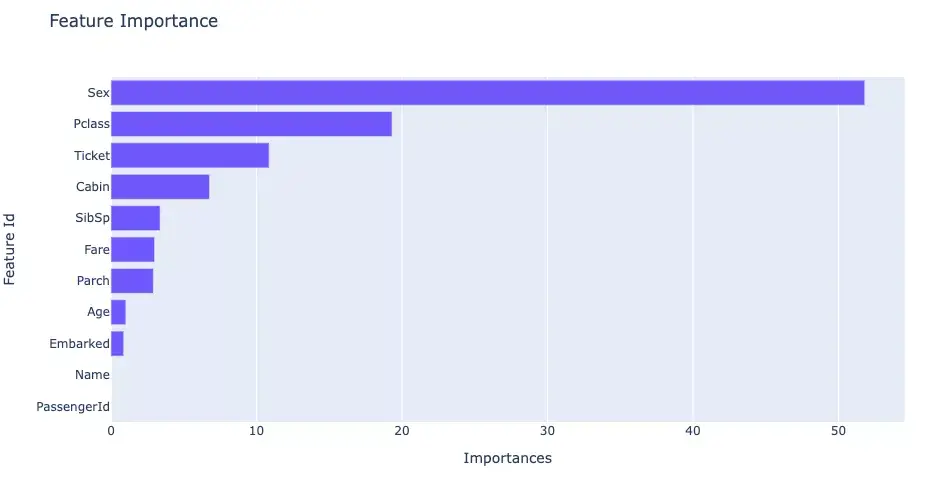 Feature Importance
Feature Id
Sex
Pclass
Ticket
Cabin
SibSp
Fare
Parch
Age
Embarked
Name
PassengerId
0 10 20 30 40 50
Importances